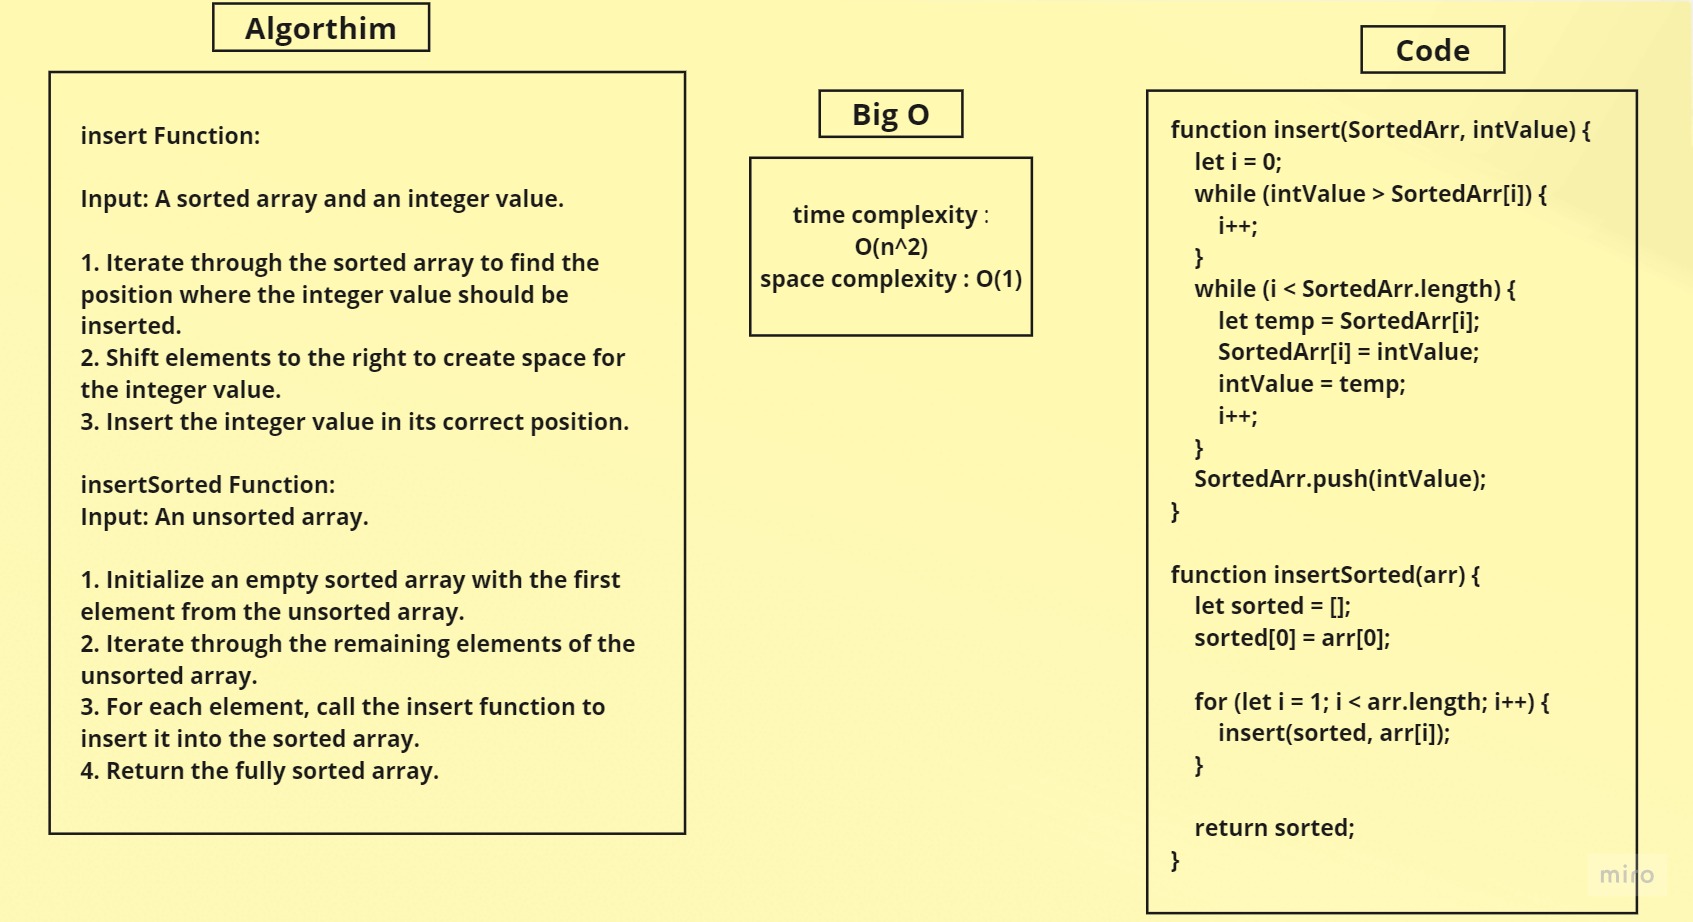 Algorthim
insert Function:
Input: A sorted array and an integer value.
1. Iterate through the sorted array to find the
position where the integer value should be
inserted.
2. Shift elements to the right to create space for
the integer value.
3. Insert the integer value in its correct position.
insertSorted Function:
Input: An unsorted array.
1. Initialize an empty sorted array with the first
element from the unsorted array.
2. Iterate through the remaining elements of the
unsorted array.
3. For each element, call the insert function to
insert it into the sorted array.
4. Return the fully sorted array.
Big O
time complexity :
O(n^2)
space complexity : O(1)
Code
function insert(SortedArr, intValue) {
let i = 0;
while (intValue > SortedArr[i]) {
i++;
}
while (i < SortedArr.length) {
let temp = SortedArr[i];
SortedArr[i] = intValue;
intValue = temp;
i++;
}
SortedArr.push(intValue);
}
function insertSorted(arr) {
let sorted = [];
sorted[0] = arr[0];
for (let i = 1; i < arr.length; i++) {
insert(sorted, arr[i]);
}
return sorted;
}
miro